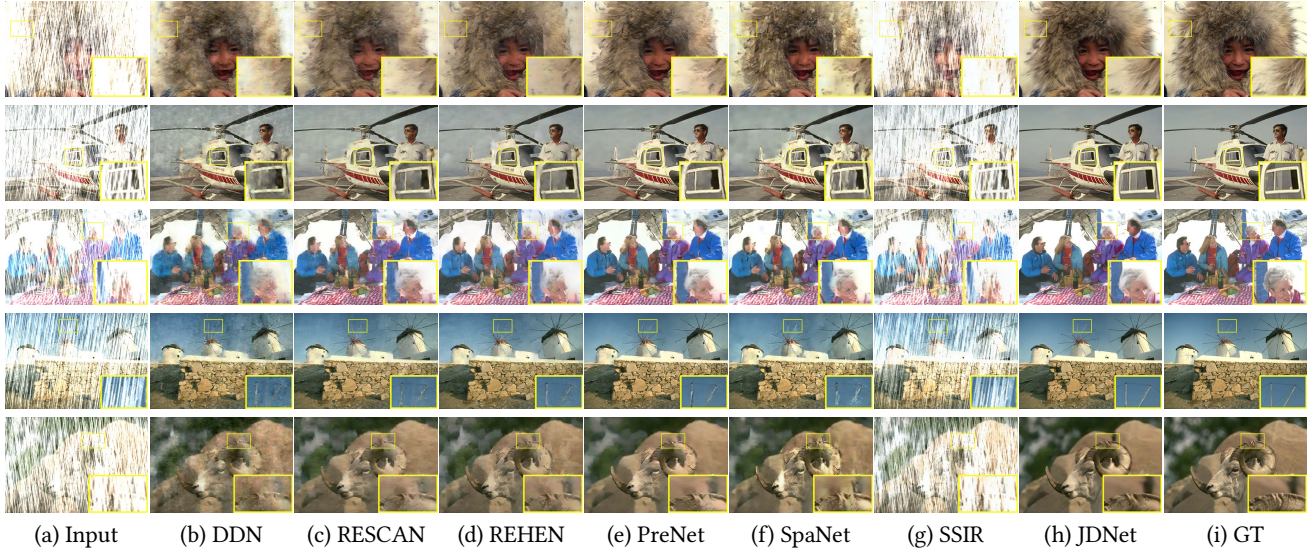 (a) Input (b) DDN (c) RESCAN (d) REHEN (e) PreNet (f) SpaNet (g) SSIR (h) JDNet (i) GT